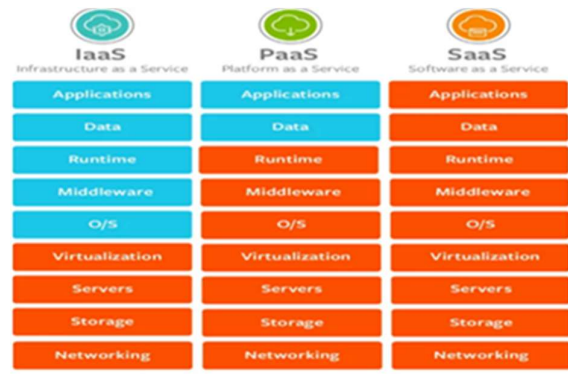 IaaS PaaS SaaS
Infrastructure as a Service Platform as a Service Software as a Service
Applications Applications Applications
Data Data Data
Runtime Runtime Runtime
Middleware Middleware Middleware
O/S O/S O/S
Virtualization Virtualization Virtualization
Servers Servers Servers
Storage Storage Storage
Networking Networking Networking